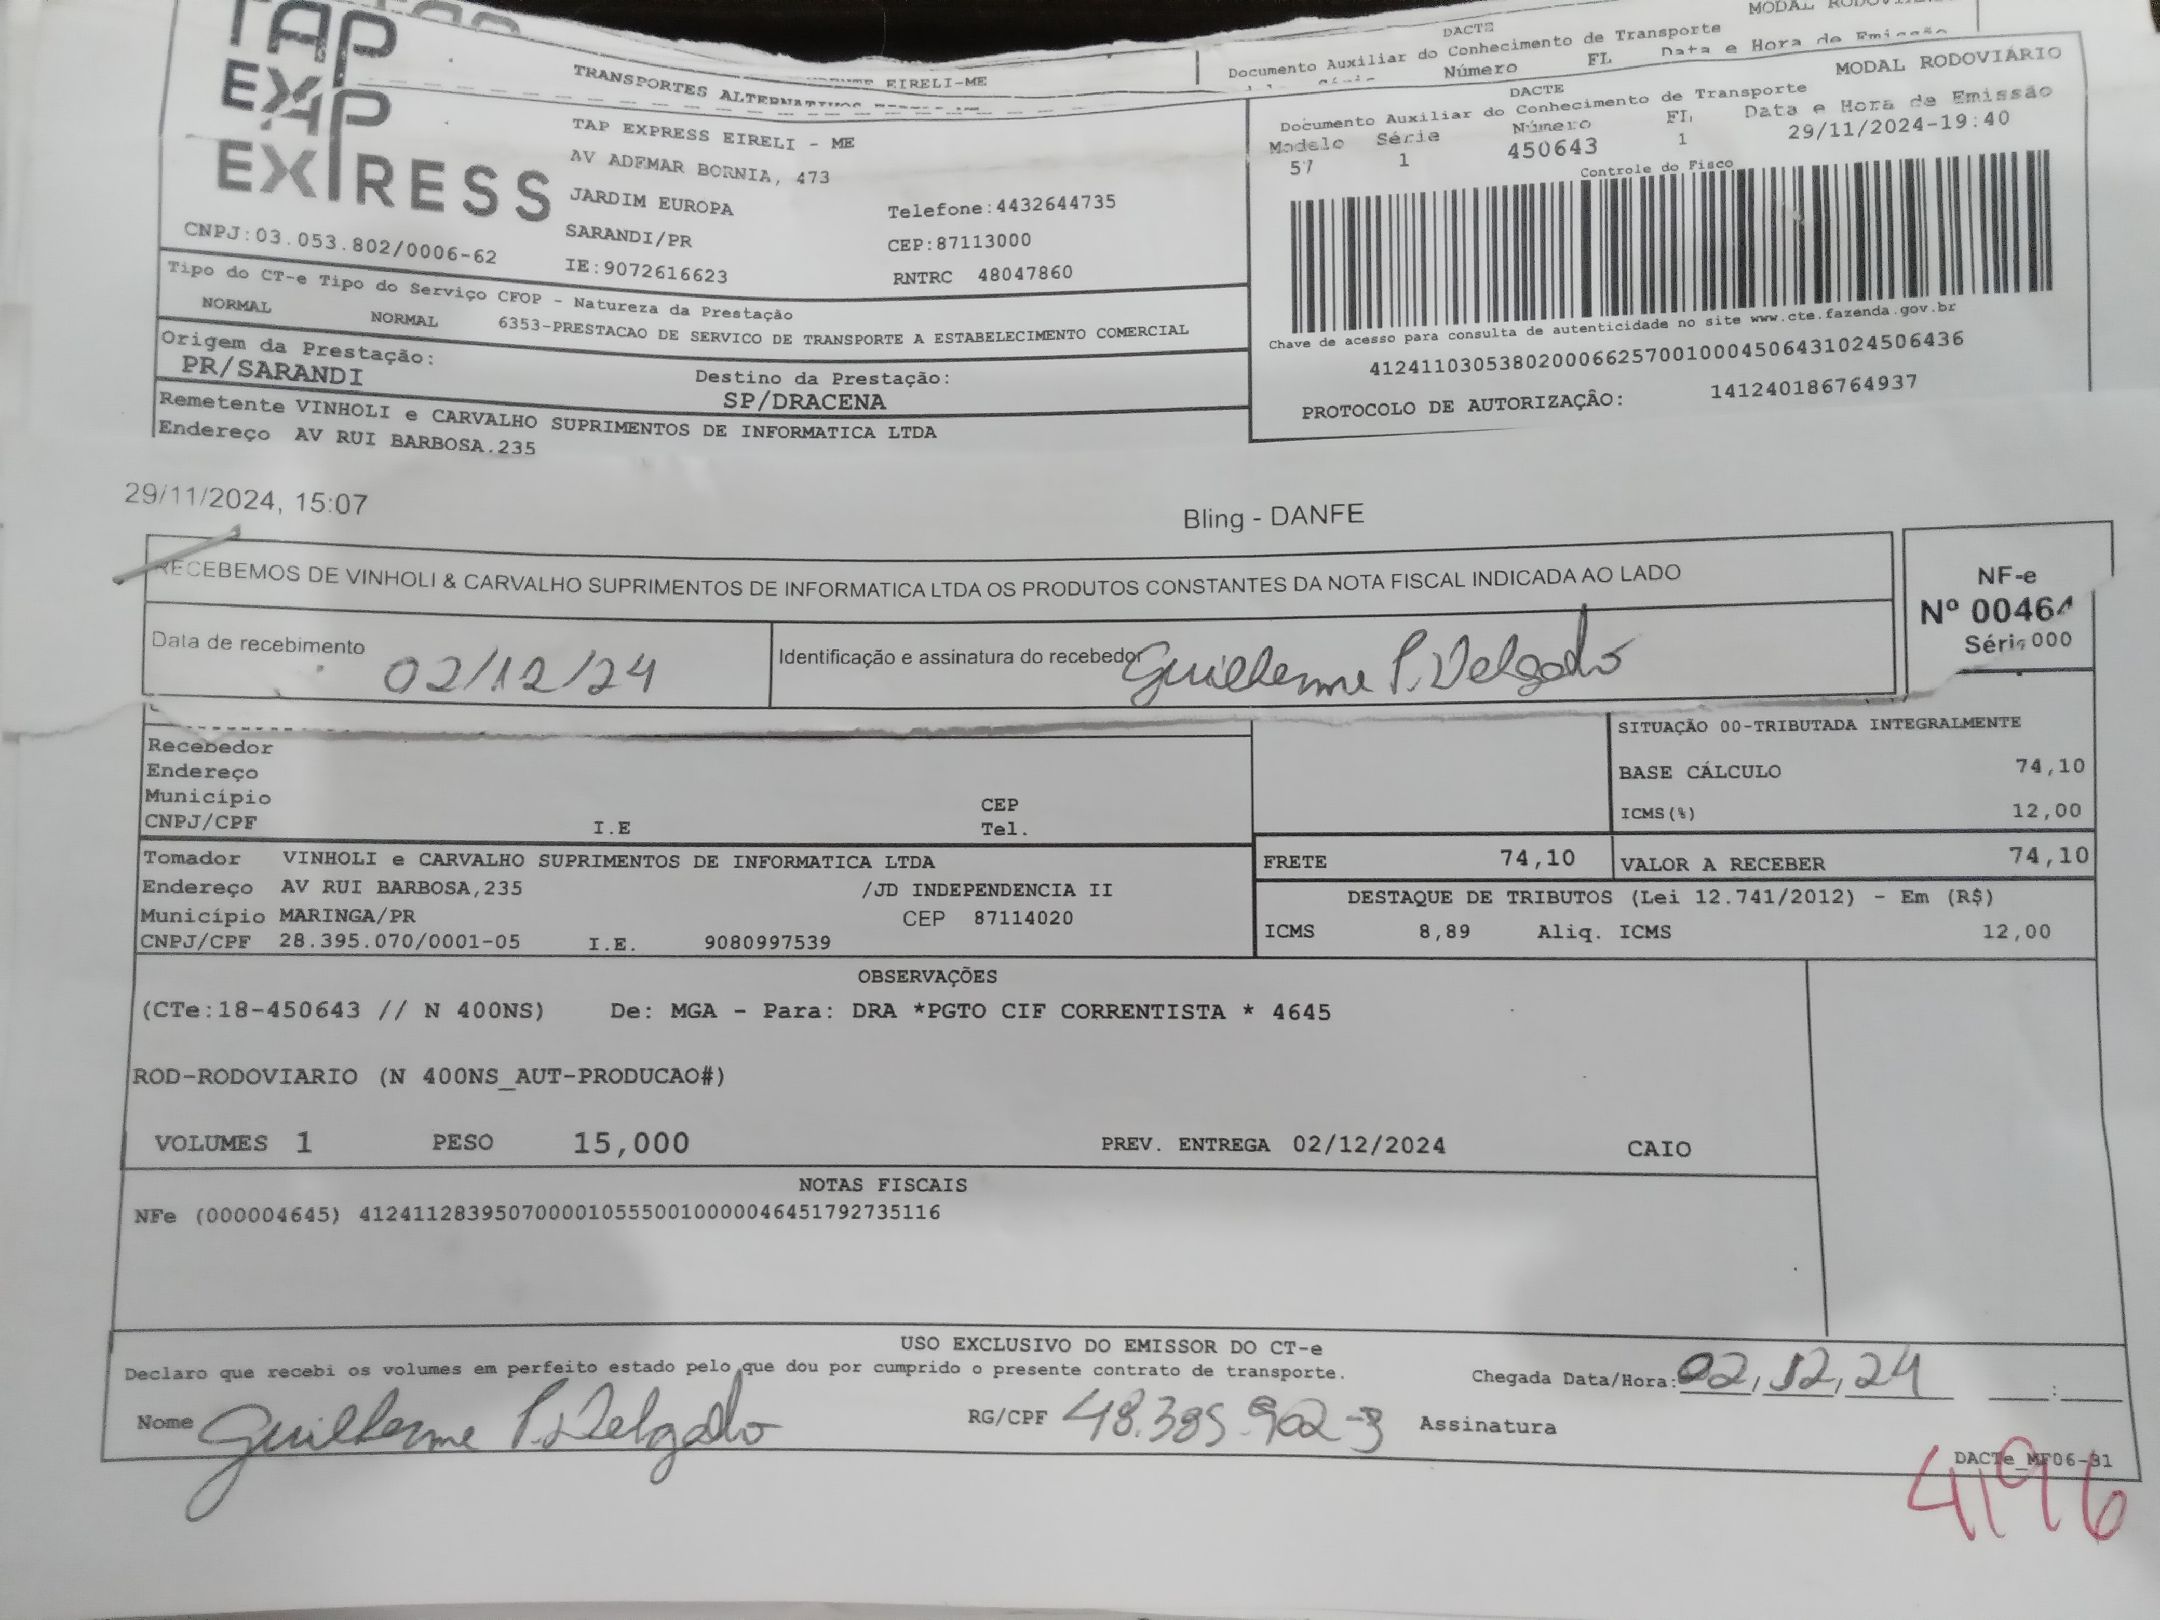 TAP
EXP
EXPRESS
TRANSPORTES ALTERNATIVOS
EIRELI-ME
DACTE
MODAL
Documento Auxiliar do Conhecimento de Transporte
Número FL Data e Hora de Emissão
MODAL RODOVIÁRIO
DACTE
Documento Auxiliar do Conhecimento de Transporte
Modelo Série Número FL Data e Hora de Emissão
57 1 450643 1 29/11/2024-19:40
Controle do Fisco
TAP EXPRESS EIRELI - ME
AV ADEMAR BORNIA, 473
JARDIM EUROPA Telefone:4432644735
SARANDI/PR CEP:87113000
CNPJ:03.053.802/0006-62 IE:9072616623 RNTRC 48047860
Tipo do CT-e Tipo do Serviço CFOP - Natureza da Prestação
NORMAL NORMAL 6353-PRESTACAO DE SERVICO DE TRANSPORTE A ESTABELECIMENTO COMERCIAL
Chave de acesso para consulta de autenticidade no site www.cte.fazenda.gov.br
41241103053802000662570010004506431024506436
PROTOCOLO DE AUTORIZAÇÃO: 141240186764937
Origem da Prestação: Destino da Prestação:
PR/SARANDI SP/DRACENA
Remetente VINHOLI e CARVALHO SUPRIMENTOS DE INFORMATICA LTDA
Endereço AV RUI BARBOSA.235
29/11/2024, 15:07 Bling - DANFE
RECEBEMOS DE VINHOLI & CARVALHO SUPRIMENTOS DE INFORMATICA LTDA OS PRODUTOS CONSTANTES DA NOTA FISCAL INDICADA AO LADO
NF-e
Nº 00464
Série 000
Data de recebimento 02/12/24
Identificação e assinatura do recebedor Guilherme P. Delgado
Recebedor
Endereço
Município CEP
CNPJ/CPF I.E Tel.
SITUAÇÃO 00-TRIBUTADA INTEGRALMENTE
BASE CÁLCULO 74,10
ICMS(%) 12,00
FRETE 74,10 VALOR A RECEBER 74,10
Tomador VINHOLI e CARVALHO SUPRIMENTOS DE INFORMATICA LTDA
Endereço AV RUI BARBOSA,235 /JD INDEPENDENCIA II
Município MARINGA/PR CEP 87114020
CNPJ/CPF 28.395.070/0001-05 I.E. 9080997539
DESTAQUE DE TRIBUTOS (Lei 12.741/2012) - Em (R$)
ICMS 8,89 Aliq. ICMS 12,00
OBSERVAÇÕES
(CTe:18-450643 // N 400NS) De: MGA - Para: DRA *PGTO CIF CORRENTISTA * 4645
ROD-RODOVIARIO (N 400NS_AUT-PRODUCAO#)
VOLUMES 1 PESO 15,000 PREV. ENTREGA 02/12/2024 CAIO
NOTAS FISCAIS
NFe (000004645) 41241128395070000105550010000046451792735116
USO EXCLUSIVO DO EMISSOR DO CT-e
Declaro que recebi os volumes em perfeito estado pelo que dou por cumprido o presente contrato de transporte.
Chegada Data/Hora: 02,12,24 __:__
Nome Guilherme P. Delgado RG/CPF 48.385.902-3 Assinatura
DACTe_MF06-31
4196